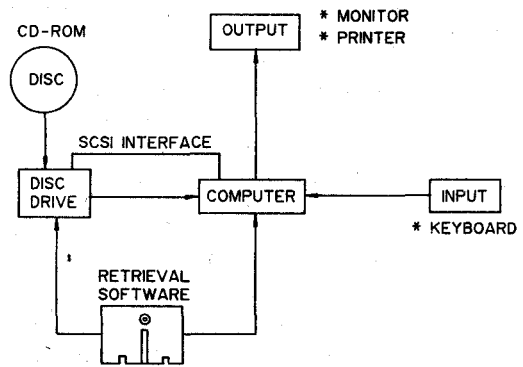 CD-ROM
DISC
OUTPUT
* MONITOR
* PRINTER
SCSI INTERFACE
DISC
DRIVE
COMPUTER
INPUT
* KEYBOARD
RETRIEVAL
SOFTWARE